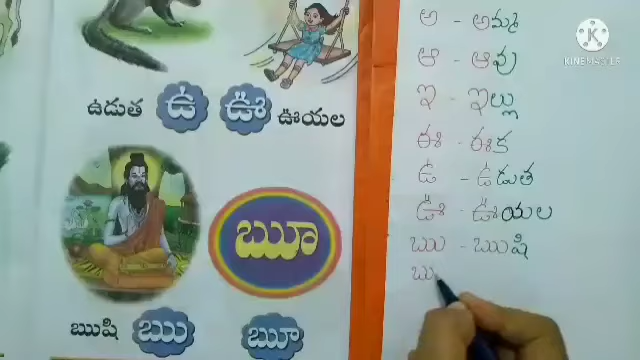 ఉడుత ఉ ఊ ఊయల
ౠ
ఋషి ఋ ౠ
అ - అమ్మ
ఆ - ఆవు
ఇ - ఇల్లు
ఈ - ఈక
ఉ - ఉడుత
ఊ - ఊయల
ఋ - ఋషి
ఋ
K
KINEMASTER